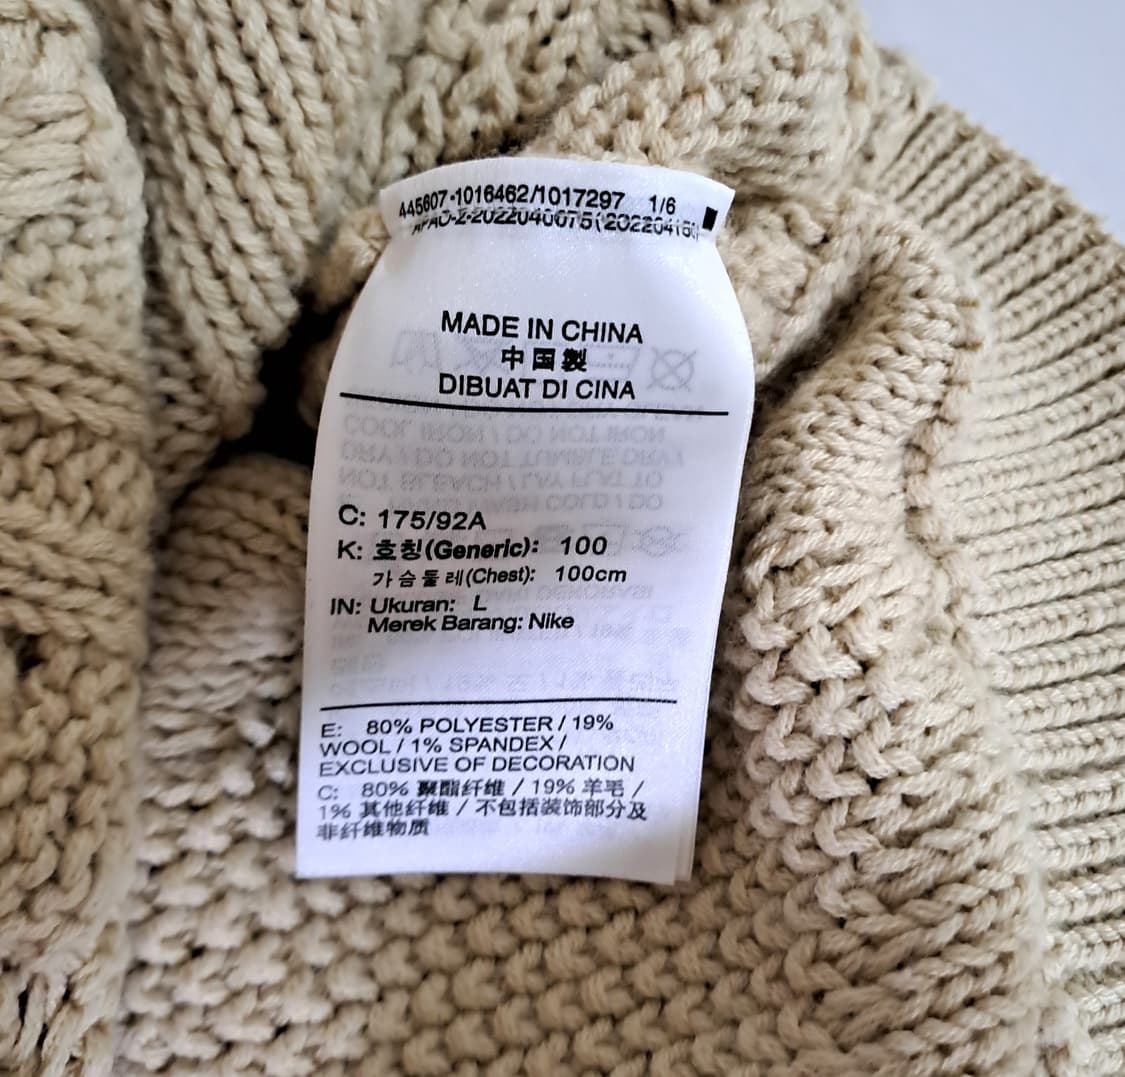 445607-1016462/1017297 1/6
APAO-Z-2022040075(202204150
MADE IN CHINA
中国製
DIBUAT DI CINA
C: 175/92A
K: 호칭(Generic): 100
가슴둘레(Chest): 100cm
IN: Ukuran: L
Merek Barang: Nike
E: 80% POLYESTER / 19%
WOOL / 1% SPANDEX /
EXCLUSIVE OF DECORATION
C: 80% 聚酯纤维 / 19% 羊毛 /
1% 其他纤维 / 不包括装饰部分及
非纤维物质